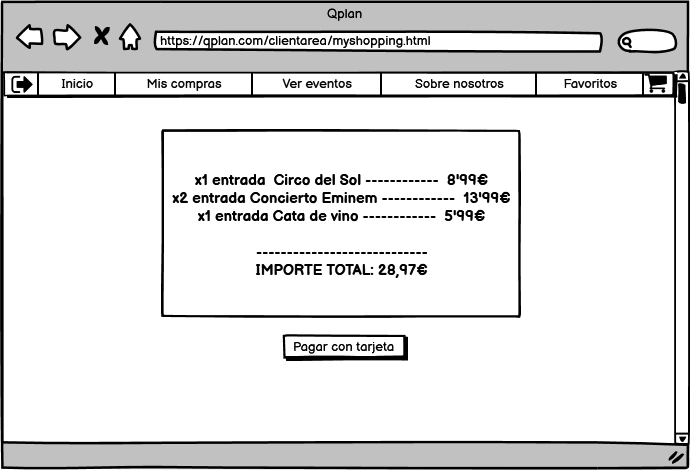 Qplan
https://qplan.com/clientarea/myshopping.html
Inicio
Mis compras
Ver eventos
Sobre nosotros
Favoritos
x1 entrada  Circo del Sol ------------  8'99€
x2 entrada Concierto Eminem ------------  13'99€
x1 entrada Cata de vino ------------  5'99€
----------------------------
IMPORTE TOTAL: 28,97€
Pagar con tarjeta